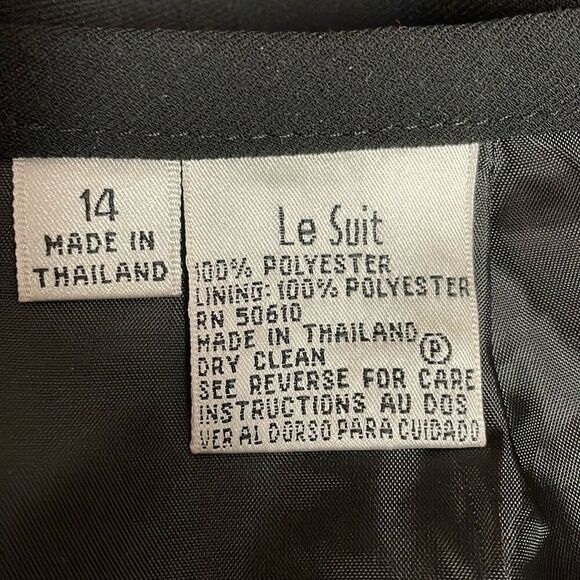 14
MADE IN
THAILAND
Le Suit
100% POLYESTER
LINING: 100% POLYESTER
RN 50610
MADE IN THAILAND
DRY CLEAN Ⓟ
SEE REVERSE FOR CARE
INSTRUCTIONS AU DOS
VER AL DORSO PARA CUIDADO